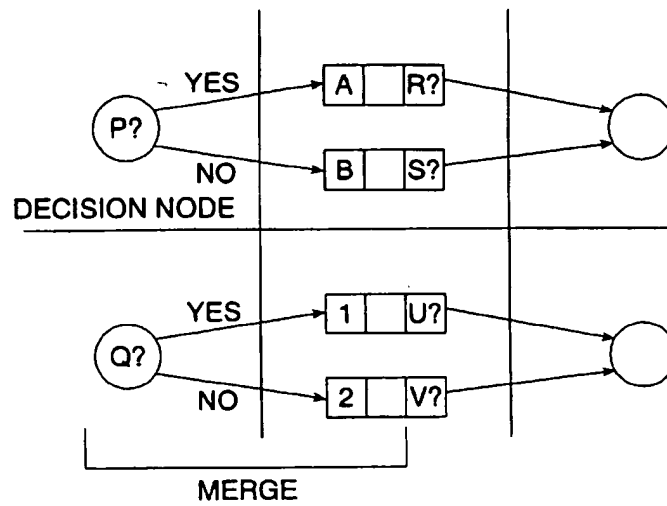 YES
A R?
P?
NO
B S?
DECISION NODE
YES
1 U?
Q?
NO
2 V?
MERGE